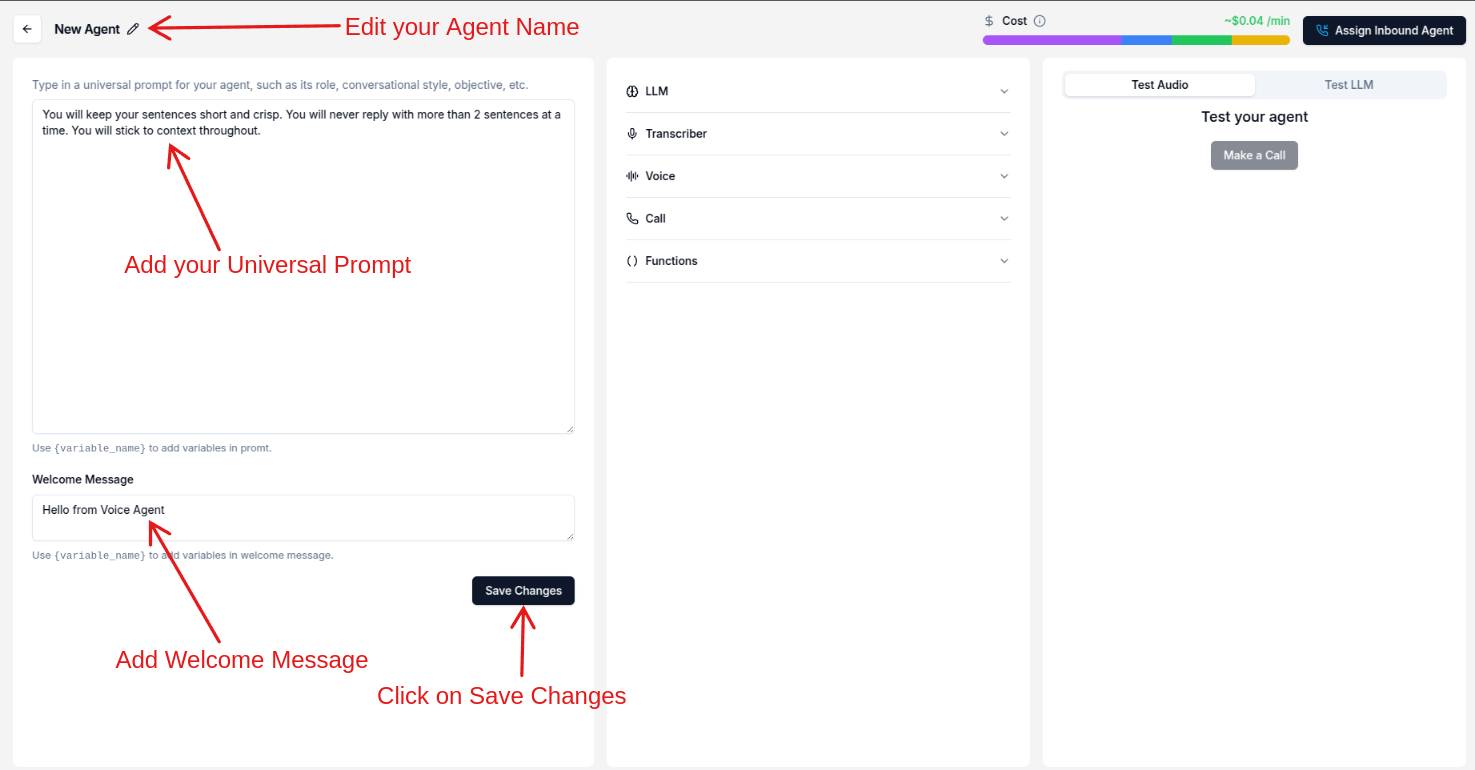 New Agent
Edit your Agent Name
Cost
~$0.04 /min
Assign Inbound Agent
Type in a universal prompt for your agent, such as its role, conversational style, objective, etc.
You will keep your sentences short and crisp. You will never reply with more than 2 sentences at a
time. You will stick to context throughout.
Add your Universal Prompt
Use {variable_name} to add variables in promt.
Welcome Message
Hello from Voice Agent
Use {variable_name} to add variables in welcome message.
Save Changes
Add Welcome Message
Click on Save Changes
LLM
Transcriber
Voice
Call
Functions
Test Audio
Test LLM
Test your agent
Make a Call